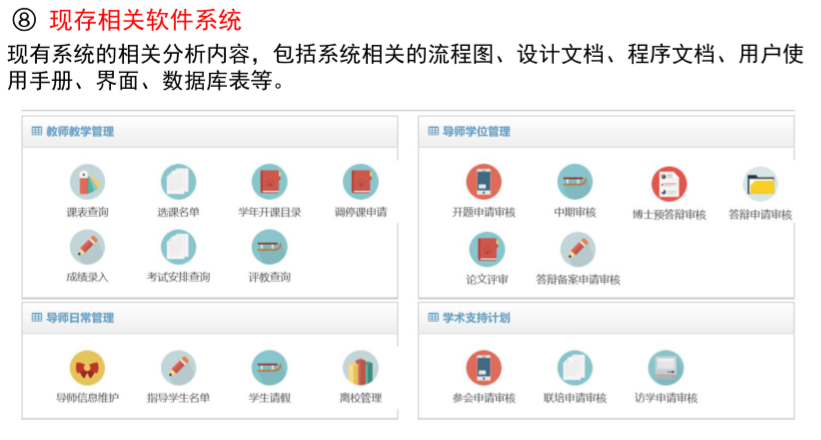 ⑧ 现存相关软件系统
现有系统的相关分析内容，包括系统相关的流程图、设计文档、程序文档、用户使
用手册、界面、数据库表等。
教师教学管理
课表查询 选课名单 学年开课目录 调停课申请
成绩录入 考试安排查询 评教查询
导师学位管理
开题申请审核 中期审核 博士预答辩审核 答辩申请审核
论文评审 答辩备案申请审核
导师日常管理
导师信息维护 指导学生名单 学生请假 离校管理
学术支持计划
参会申请审核 联培申请审核 访学申请审核